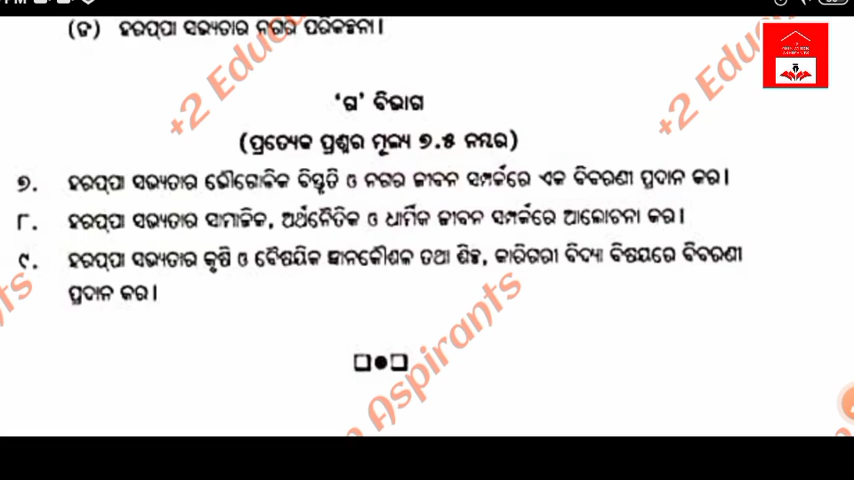 (ଙ) ହରପ୍‌ପା ସଭ୍ୟତାର ନଗର ପରିକଳ୍ପନା।
'ଗ' ବିଭାଗ
(ପ୍ରତ୍ୟେକ ପ୍ରଶ୍ନର ମୂଲ୍ୟ ୭.୫ ନମ୍ବର)
୭. ହରପ୍‌ପା ସଭ୍ୟତାର ଭୌଗୋଳିକ ବିସ୍ତୃତି ଓ ନଗର ଜୀବନ ସମ୍ପର୍କରେ ଏକ ବିବରଣୀ ପ୍ରଦାନ କର।
୮. ହରପ୍‌ପା ସଭ୍ୟତାର ସାମାଜିକ, ଅର୍ଥନୈତିକ ଓ ଧାର୍ମିକ ଜୀବନ ସମ୍ପର୍କରେ ଆଲୋଚନା କର।
୯. ହରପ୍‌ପା ସଭ୍ୟତାର କୃଷି ଓ ବୈଷୟିକ ଜ୍ଞାନକୌଶଳ ତଥା ଶିଳ୍ପ, କାରିଗରୀ ବିଦ୍ୟା ବିଷୟରେ ବିବରଣୀ
ପ୍ରଦାନ କର।
+2 Educ
+2 Edu
nts
Aspirants